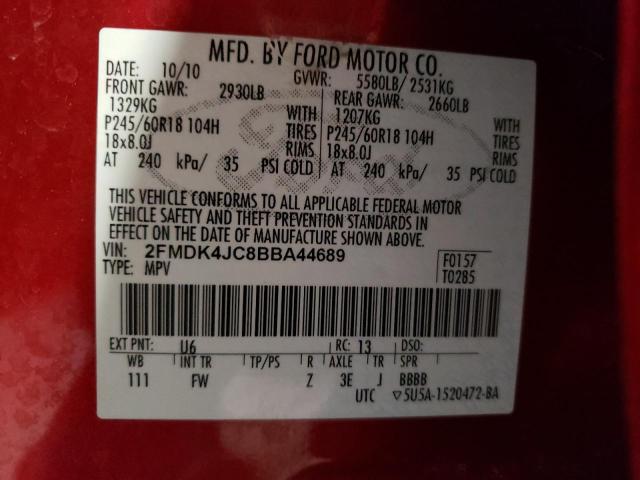 MFD. BY FORD MOTOR CO.
DATE: 10/10 GVWR: 5580LB/ 2531KG
FRONT GAWR: 2930LB REAR GAWR: 2660LB
1329KG WITH 1207KG WITH
P245/60R18 104H TIRES P245/60R18 104H TIRES
18x8.0J RIMS 18x8.0J RIMS
AT 240 kPa/ 35 PSI COLD AT 240 kPa/ 35 PSI COLD
Ford
THIS VEHICLE CONFORMS TO ALL APPLICABLE FEDERAL MOTOR
VEHICLE SAFETY AND THEFT PREVENTION STANDARDS IN
EFFECT ON THE DATE OF MANUFACTURE SHOWN ABOVE.
VIN: 2FMDK4JC8BBA44689 F0157
TYPE: MPV T0285
EXT PNT: U6 RC: 13 DSO:
WB INT TR TP/PS R AXLE TR SPR
111 FW Z 3E J BBBB
UTC ▽5U5A-1520472-BA